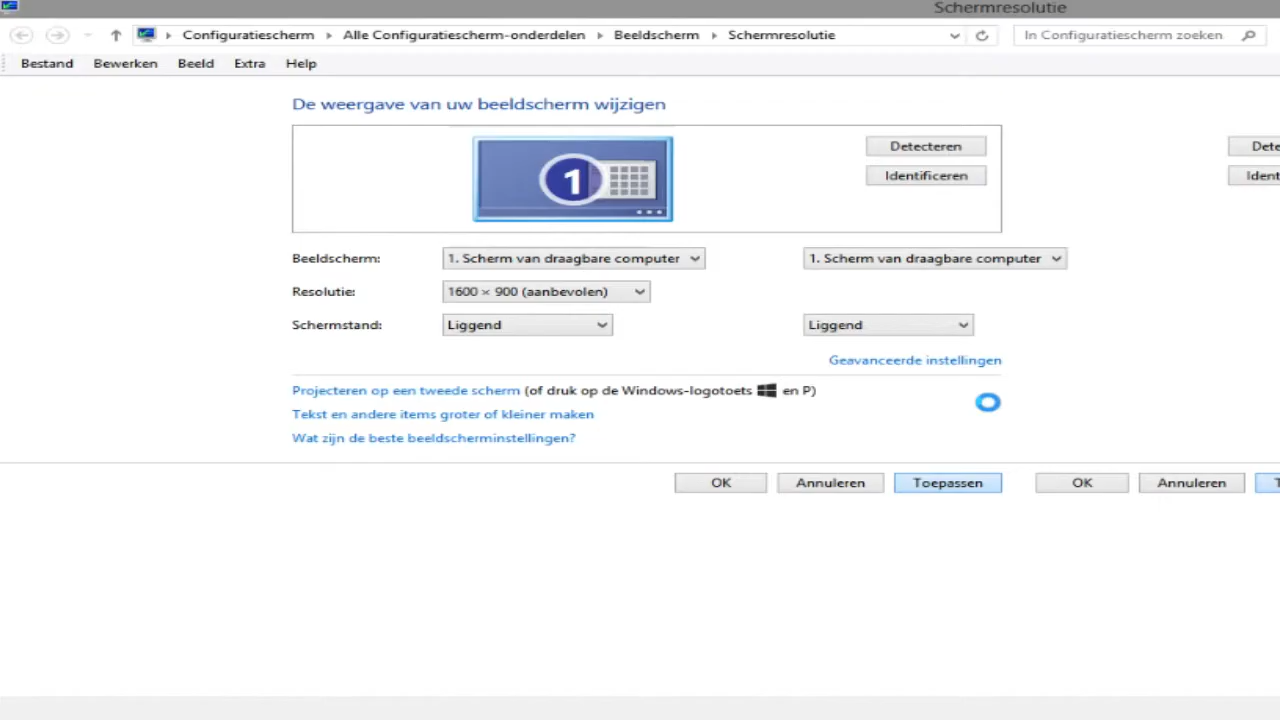 Schermresolutie
Configuratiescherm Alle Configuratiescherm-onderdelen Beeldscherm Schermresolutie In Configuratiescherm zoeken
Bestand Bewerken Beeld Extra Help
De weergave van uw beeldscherm wijzigen
1
Detecteren
Identificeren
Beeldscherm: 1. Scherm van draagbare computer 1. Scherm van draagbare computer
Resolutie: 1600 × 900 (aanbevolen)
Schermstand: Liggend Liggend
Geavanceerde instellingen
Projecteren op een tweede scherm (of druk op de Windows-logotoets en P)
Tekst en andere items groter of kleiner maken
Wat zijn de beste beeldscherminstellingen?
OK Annuleren Toepassen OK Annuleren